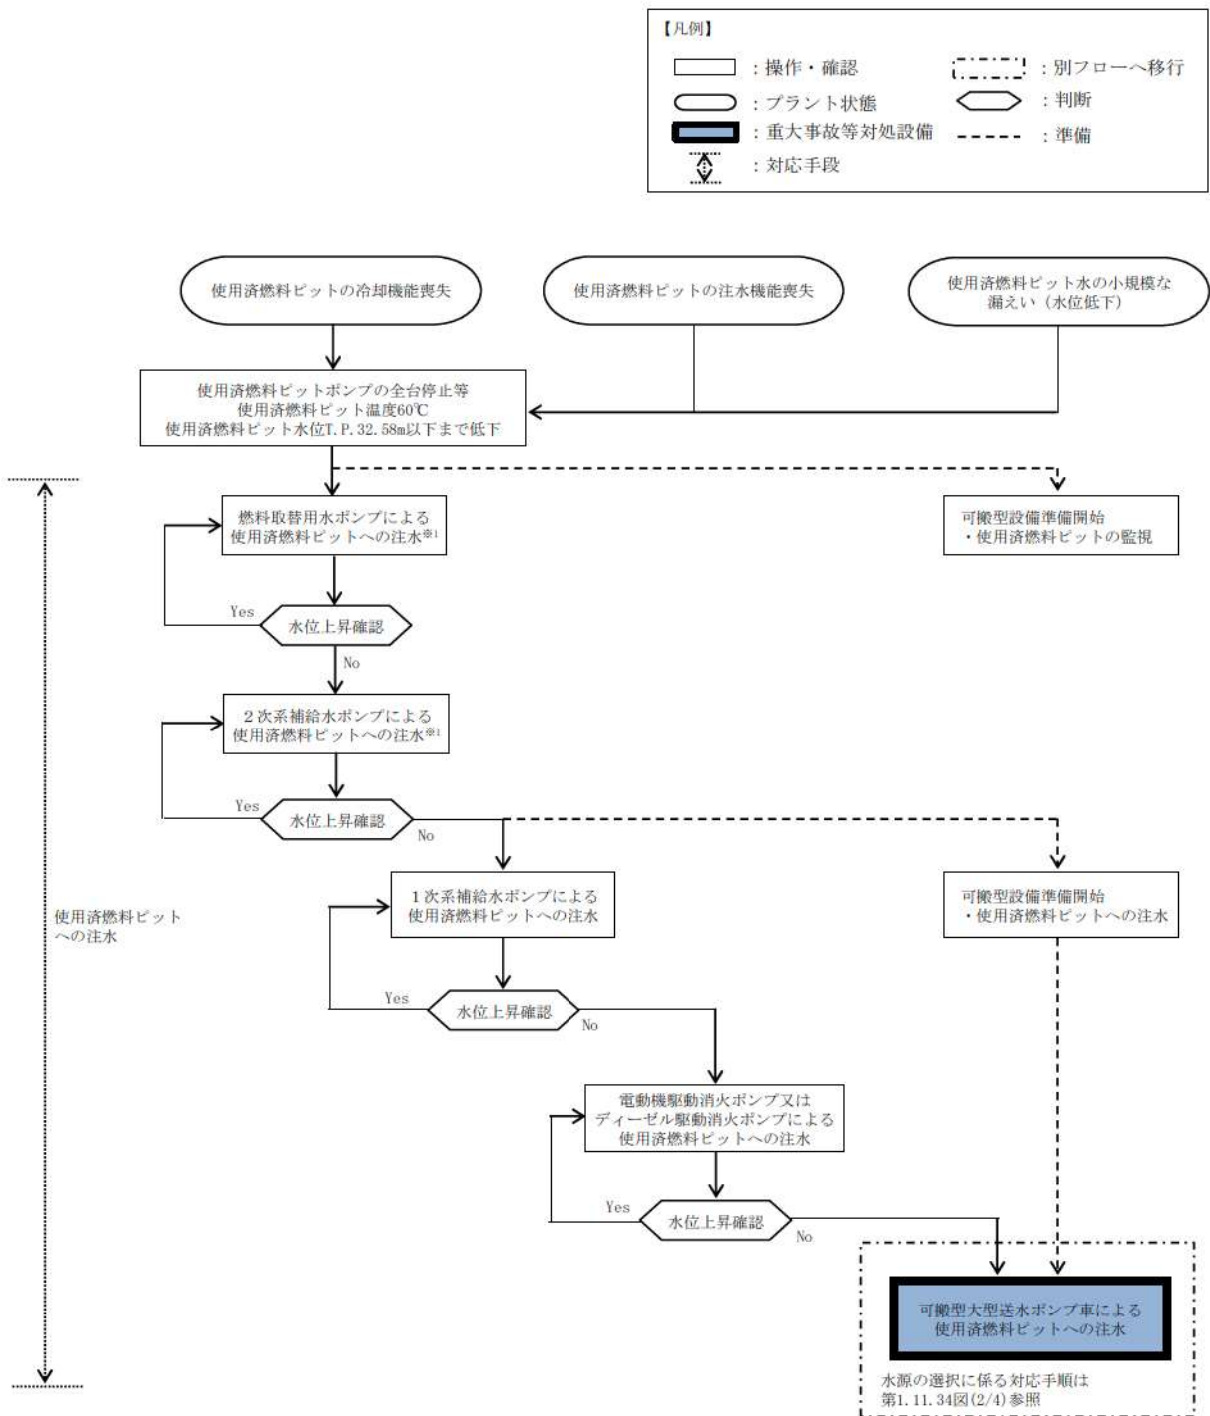 【凡例】
：操作・確認
：別フローへ移行
：プラント状態
：判断
：重大事故等対処設備
：準備
：対応手段
使用済燃料ピットの冷却機能喪失
使用済燃料ピットの注水機能喪失
使用済燃料ピット水の小規模な
漏えい（水位低下）
使用済燃料ピットポンプの全台停止等
使用済燃料ピット温度60℃
使用済燃料ピット水位T.P.32.58m以下まで低下
燃料取替用水ポンプによる
使用済燃料ピットへの注水※1
可搬型設備準備開始
・使用済燃料ピットの監視
Yes
水位上昇確認
No
２次系補給水ポンプによる
使用済燃料ピットへの注水※1
Yes
水位上昇確認
No
１次系補給水ポンプによる
使用済燃料ピットへの注水
可搬型設備準備開始
・使用済燃料ピットへの注水
使用済燃料ピット
への注水
Yes
水位上昇確認
No
電動機駆動消火ポンプ又は
ディーゼル駆動消火ポンプによる
使用済燃料ピットへの注水
Yes
水位上昇確認
No
可搬型大型送水ポンプ車による
使用済燃料ピットへの注水
水源の選択に係る対応手順は
第1.11.34図(2/4)参照